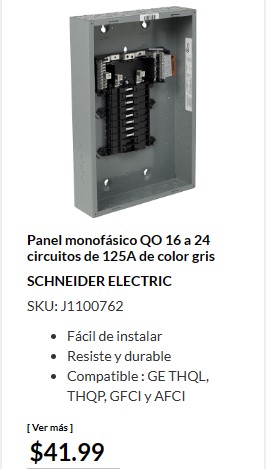 Panel monofásico QO 16 a 24
circuitos de 125A de color gris
SCHNEIDER ELECTRIC
SKU: J1100762
• Fácil de instalar
• Resiste y durable
• Compatible : GE THQL,
THQP, GFCI y AFCI
[ Ver más ]
$41.99